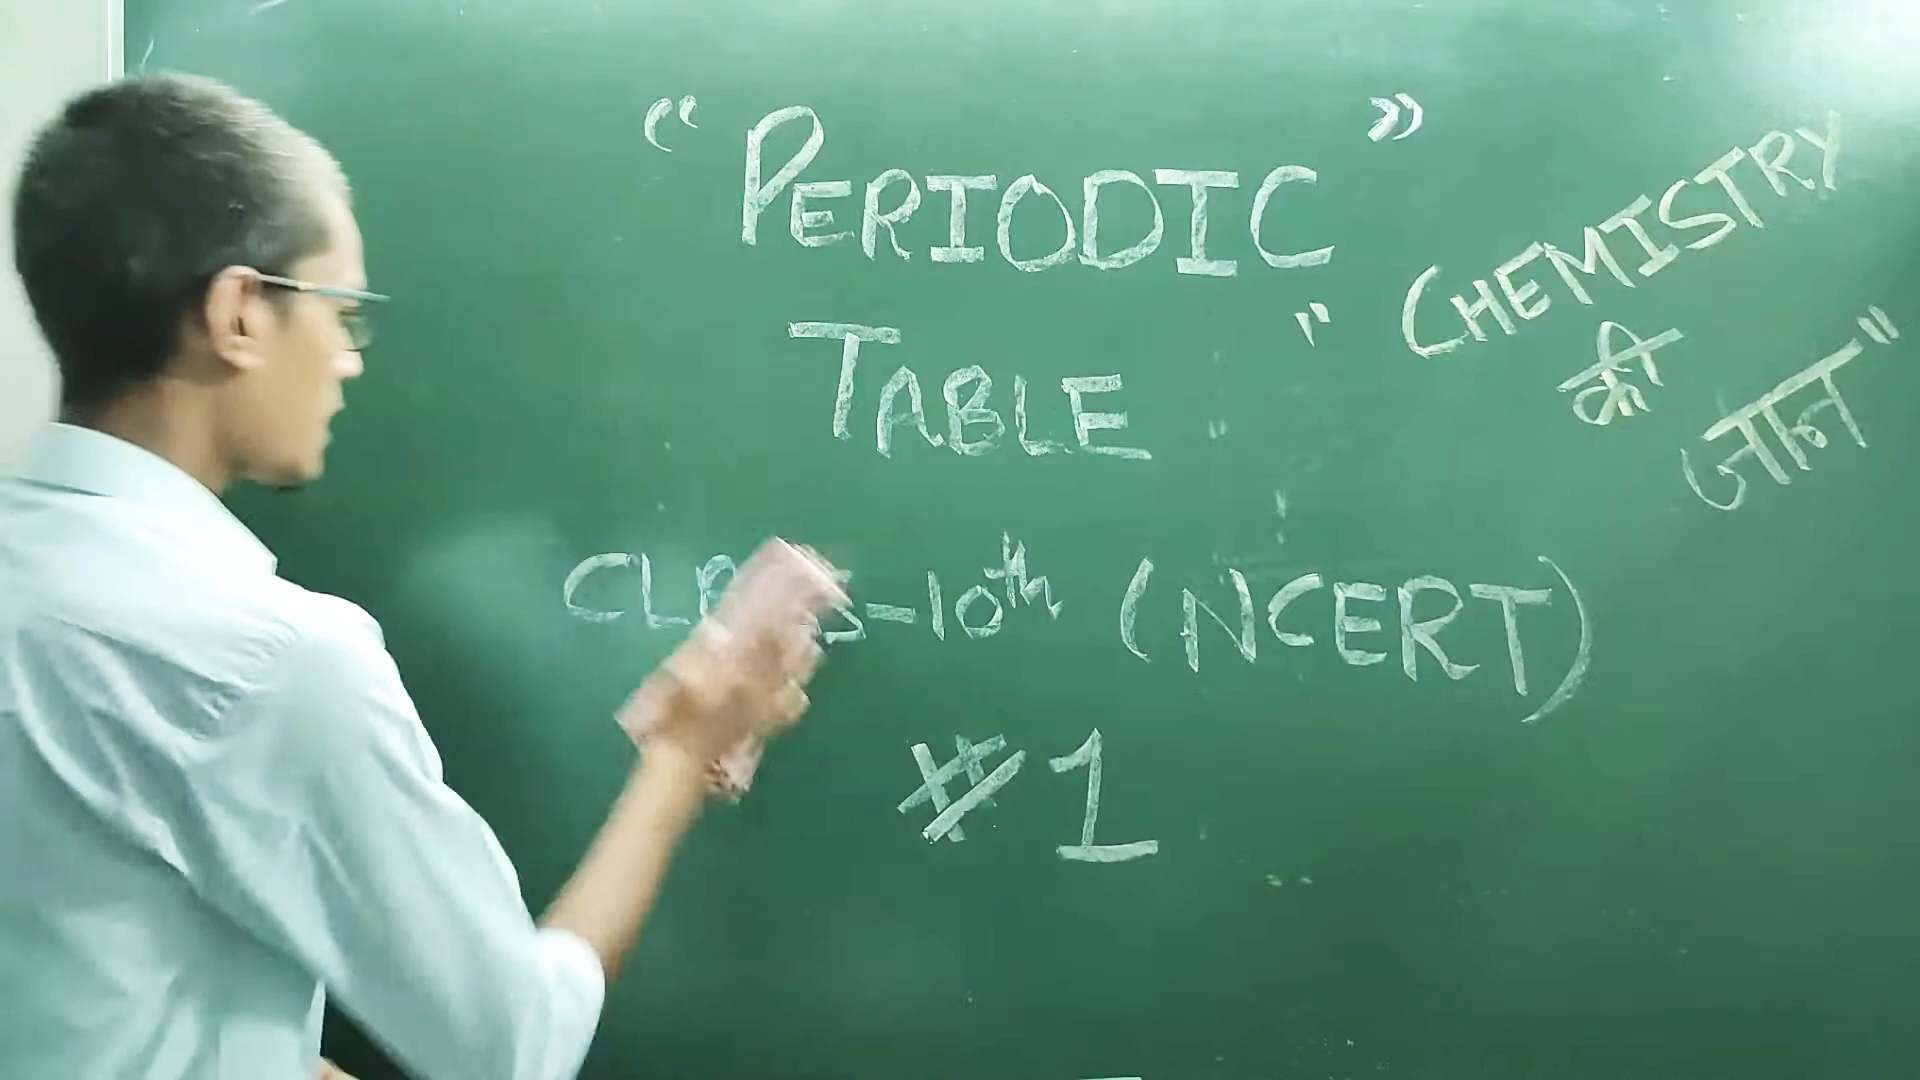 “ PERIODIC ”
TABLE
" CHEMISTRY
की
जान "
-10th (NCERT)
# 1